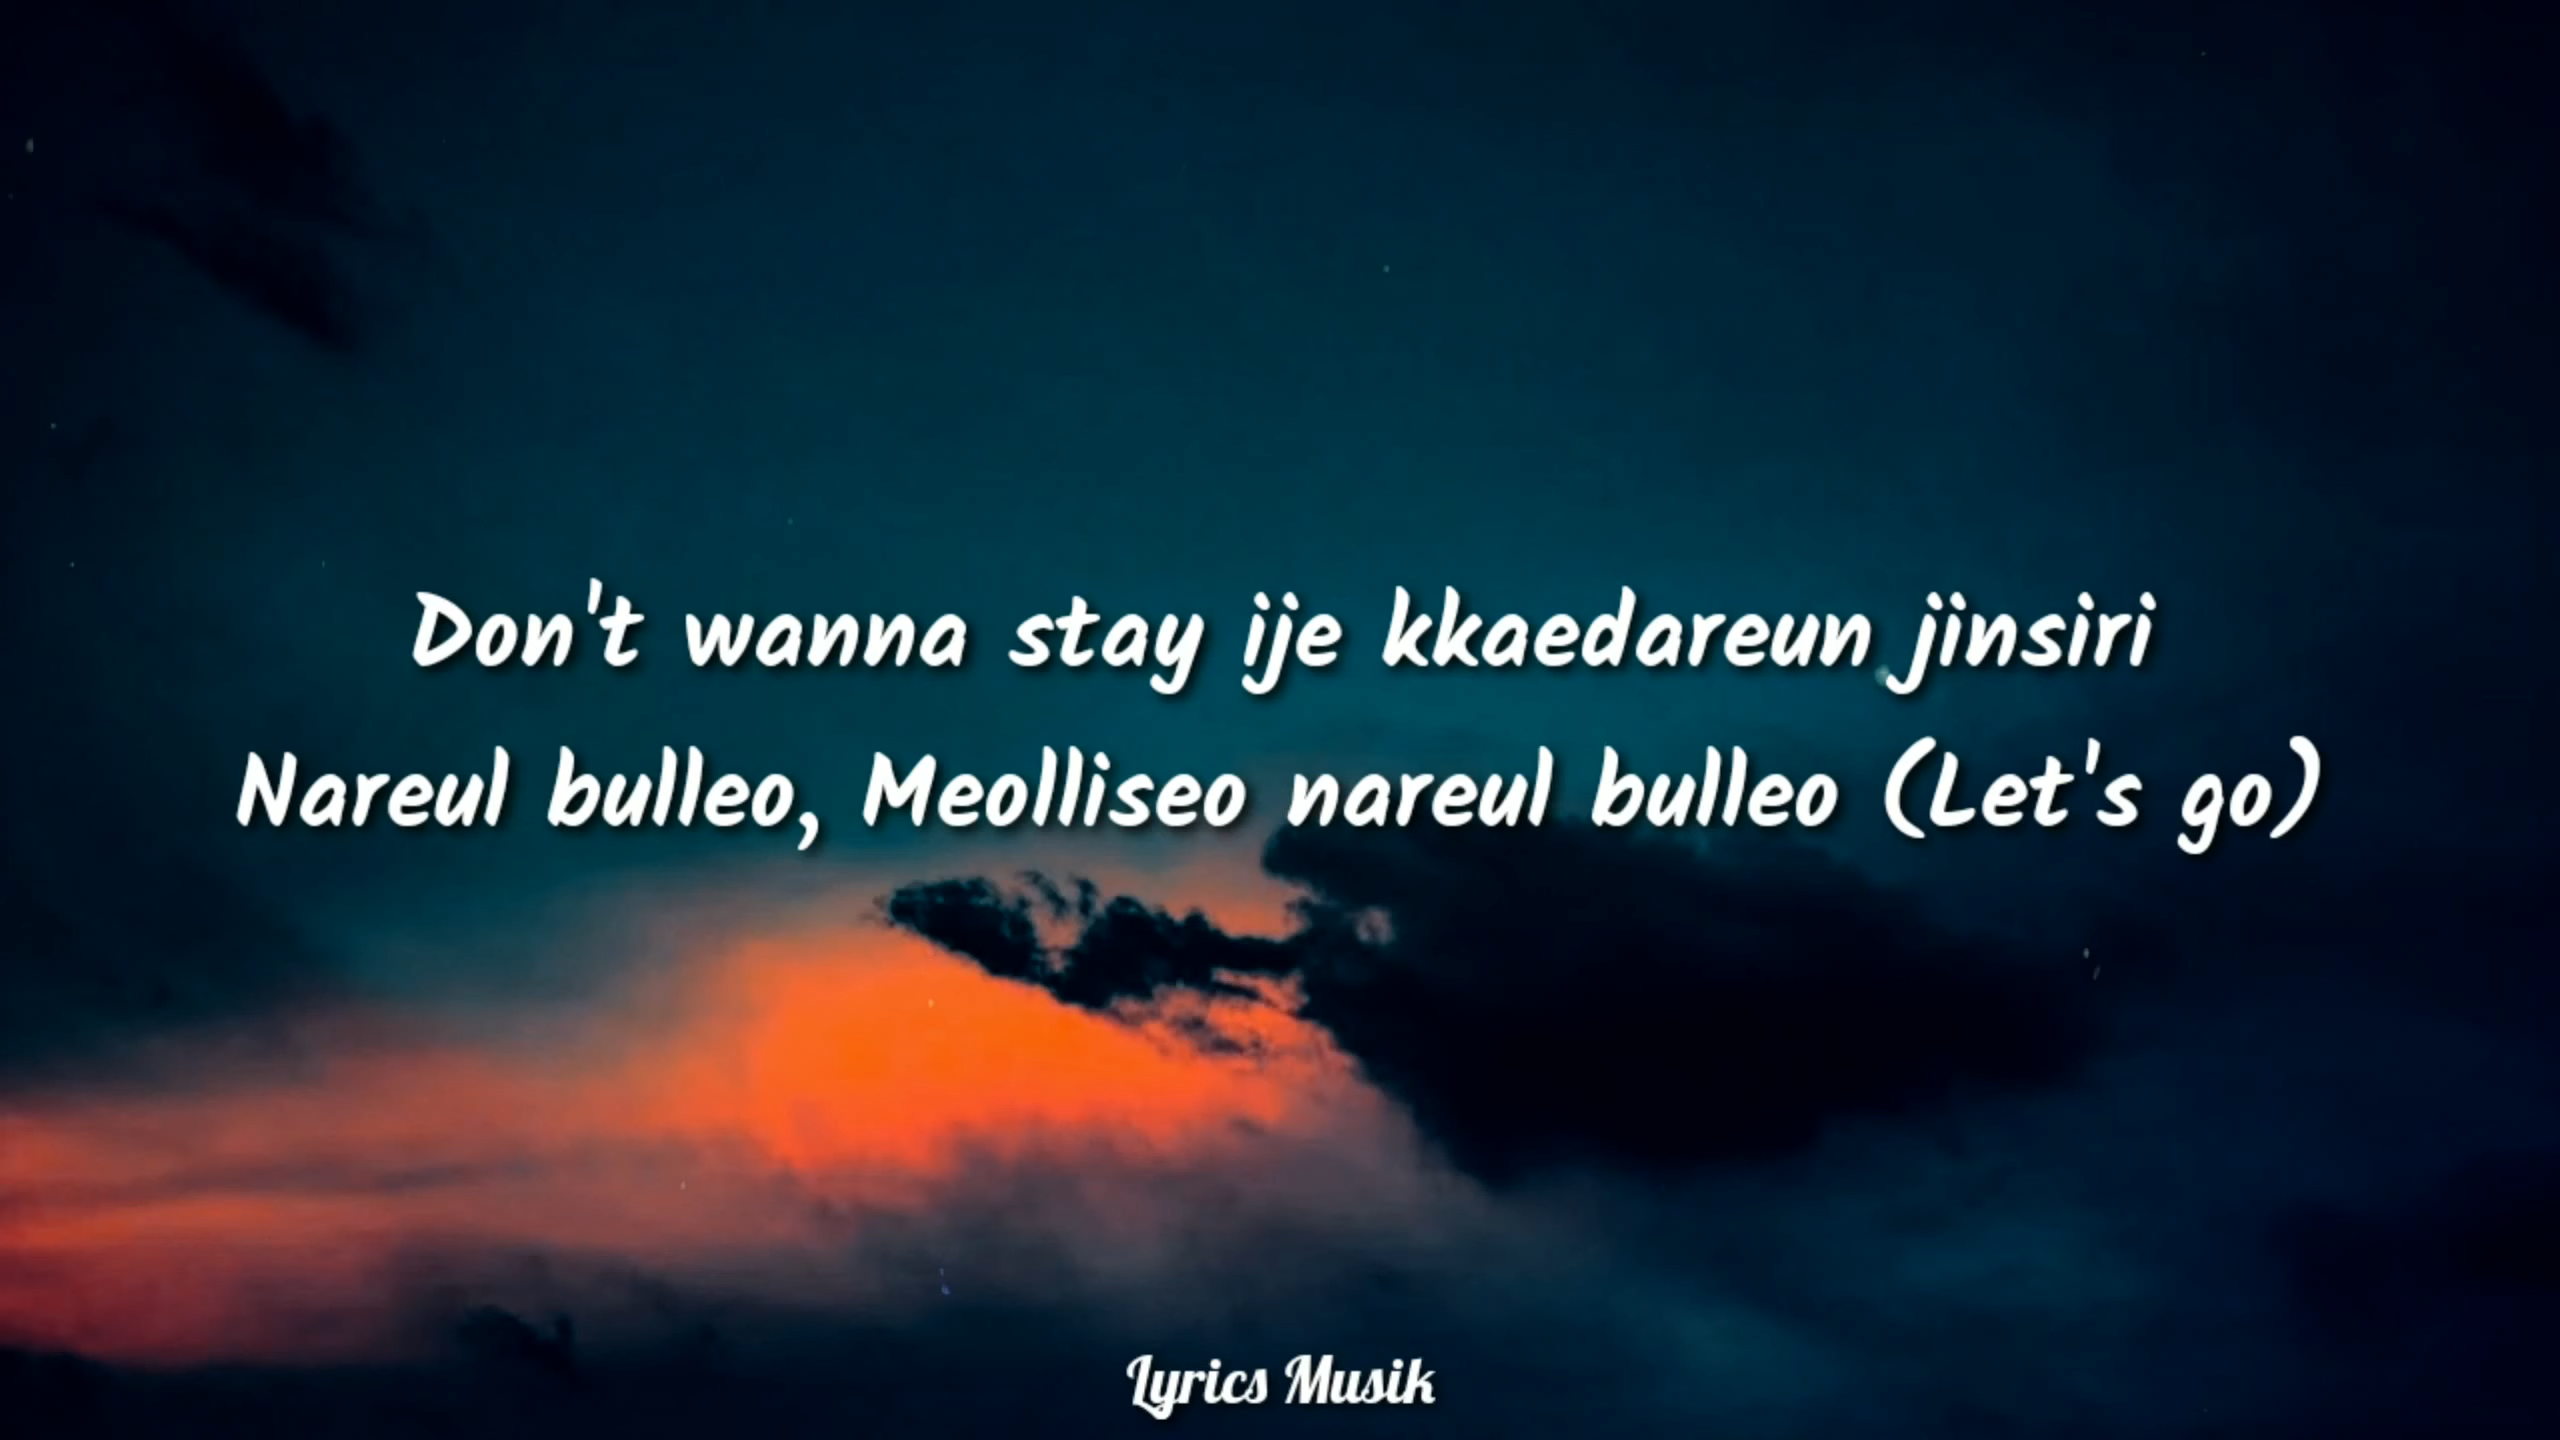 Don't wanna stay ije kkaedareun jinsiri
Nareul bulleo, Meolliseo nareul bulleo (Let's go)
Lyrics Musik